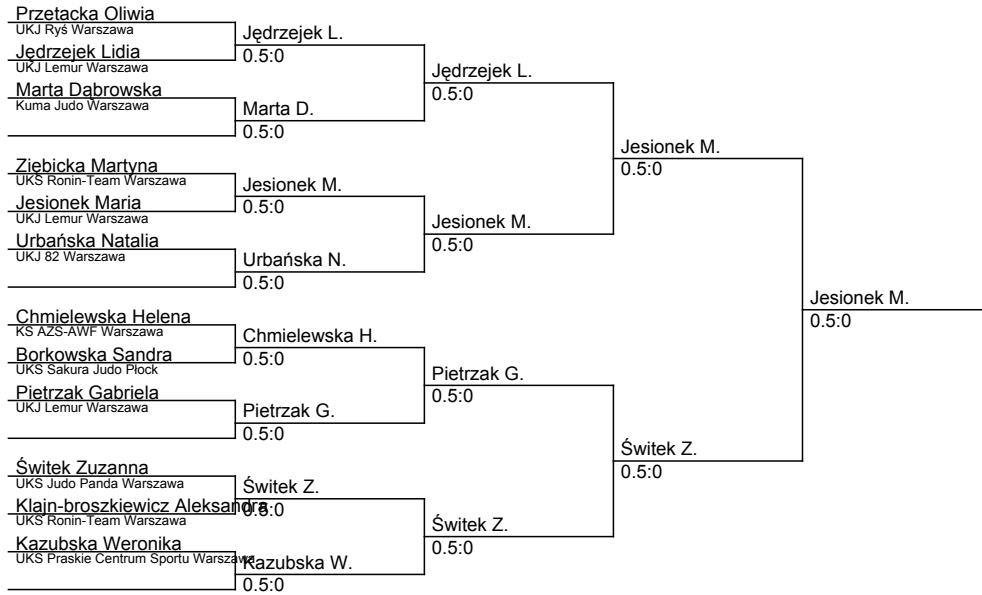 Przetacka Oliwia
UKJ Ryś Warszawa
Jędrzejek L.
Jędrzejek Lidia
0.5:0
UKJ Lemur Warszawa
Jędrzejek L.
Marta Dąbrowska
0.5:0
Kuma Judo Warszawa
Marta D.
0.5:0
Jesionek M.
Ziębicka Martyna
0.5:0
UKS Ronin-Team Warszawa
Jesionek M.
Jesionek Maria
0.5:0
UKJ Lemur Warszawa
Jesionek M.
Urbańska Natalia
0.5:0
UKJ 82 Warszawa
Urbańska N.
0.5:0
Jesionek M.
Chmielewska Helena
0.5:0
KS AZS-AWF Warszawa
Chmielewska H.
Borkowska Sandra
0.5:0
UKS Sakura Judo Płock
Pietrzak G.
Pietrzak Gabriela
0.5:0
UKJ Lemur Warszawa
Pietrzak G.
0.5:0
Świtek Z.
Świtek Zuzanna
0.5:0
UKS Judo Panda Warszawa
Świtek Z.
Klajn-broszkiewicz Aleksandra
0.5:0
UKS Ronin-Team Warszawa
Świtek Z.
Kazubska Weronika
0.5:0
UKS Praskie Centrum Sportu Warszawa
Kazubska W.
0.5:0